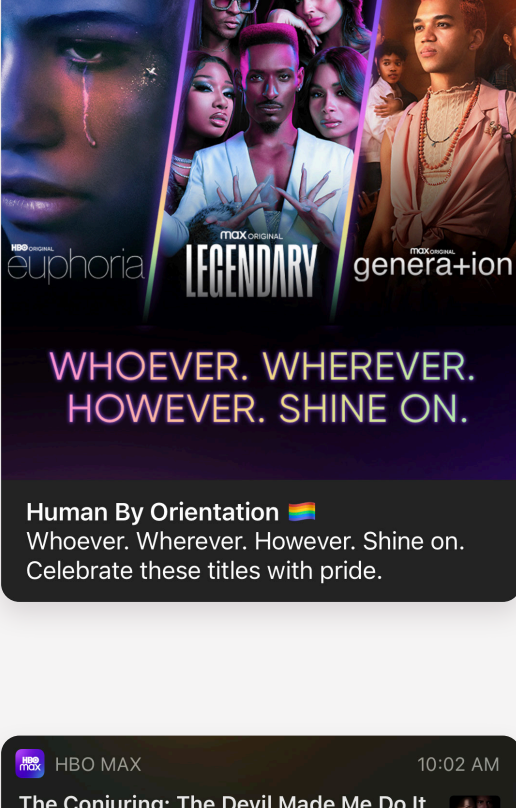 HBO ORIGINAL
euphoria
max ORIGINAL
LEGENDARY
max ORIGINAL
genera+ion
WHOEVER. WHEREVER.
HOWEVER. SHINE ON.
Human By Orientation 🏳️‍🌈
Whoever. Wherever. However. Shine on.
Celebrate these titles with pride.
HBO max
HBO MAX
10:02 AM
The Conjuring: The Devil Made Me Do It